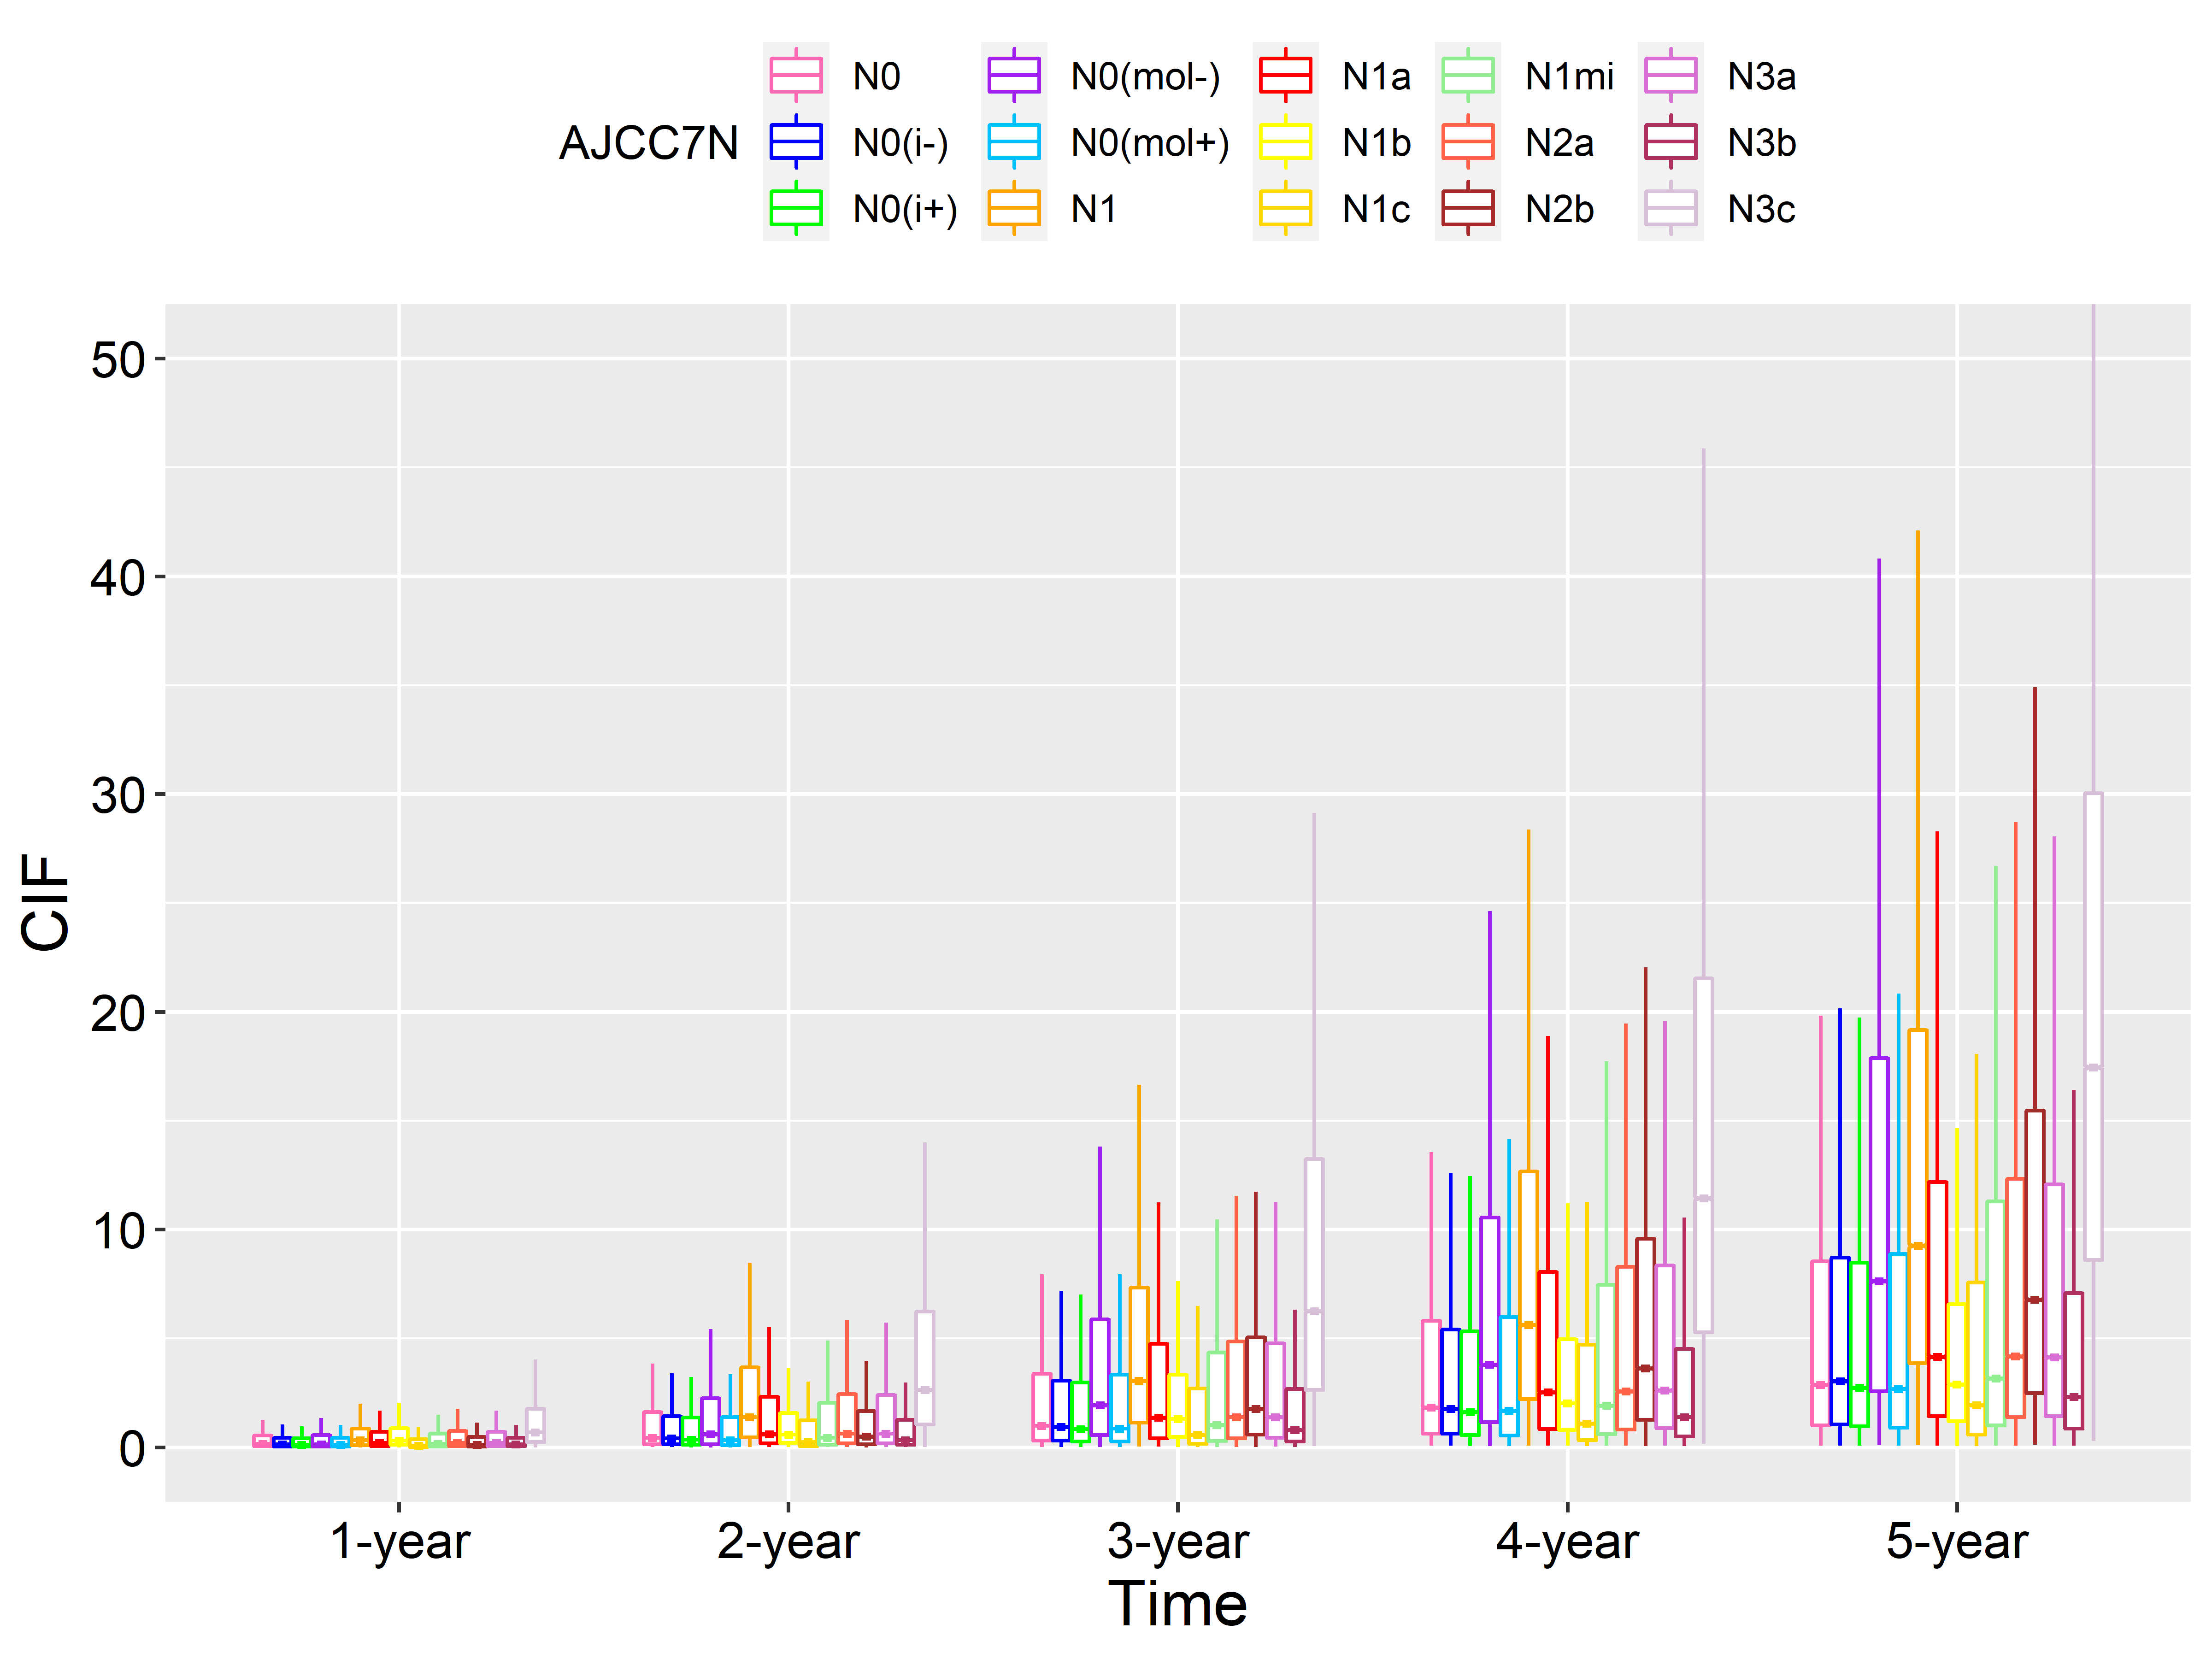 AJCC7N
N0 N0(mol-) N1a N1mi N3a
N0(i-) N0(mol+) N1b N2a N3b
N0(i+) N1 N1c N2b N3c
CIF
50
40
30
20
10
0
1-year 2-year 3-year 4-year 5-year
Time